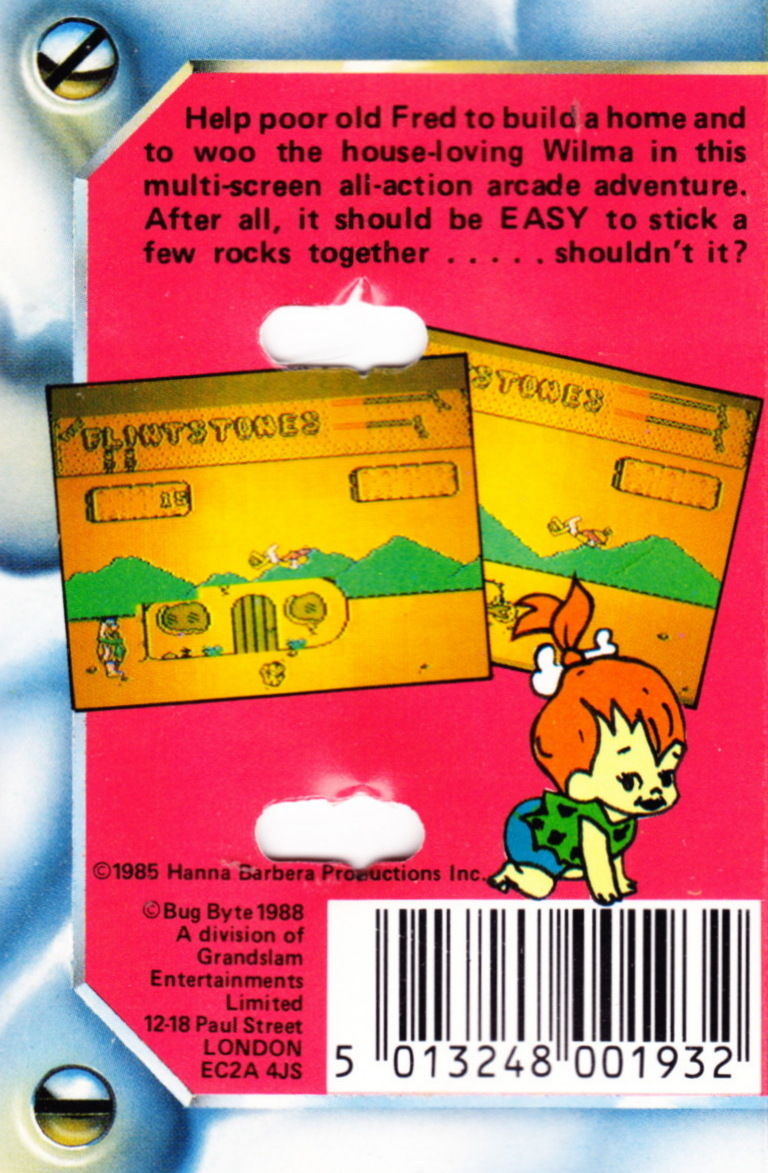 Help poor old Fred to build a home and
to woo the house-loving Wilma in this
multi-screen all-action arcade adventure.
After all, it should be EASY to stick a
few rocks together ..... shouldn't it?
FLINTSTONES
STONES
15
©1985 Hanna Barbera Productions Inc.
©Bug Byte 1988
A division of
Grandslam
Entertainments
Limited
12-18 Paul Street
LONDON
EC2A 4JS
5 013248 001932